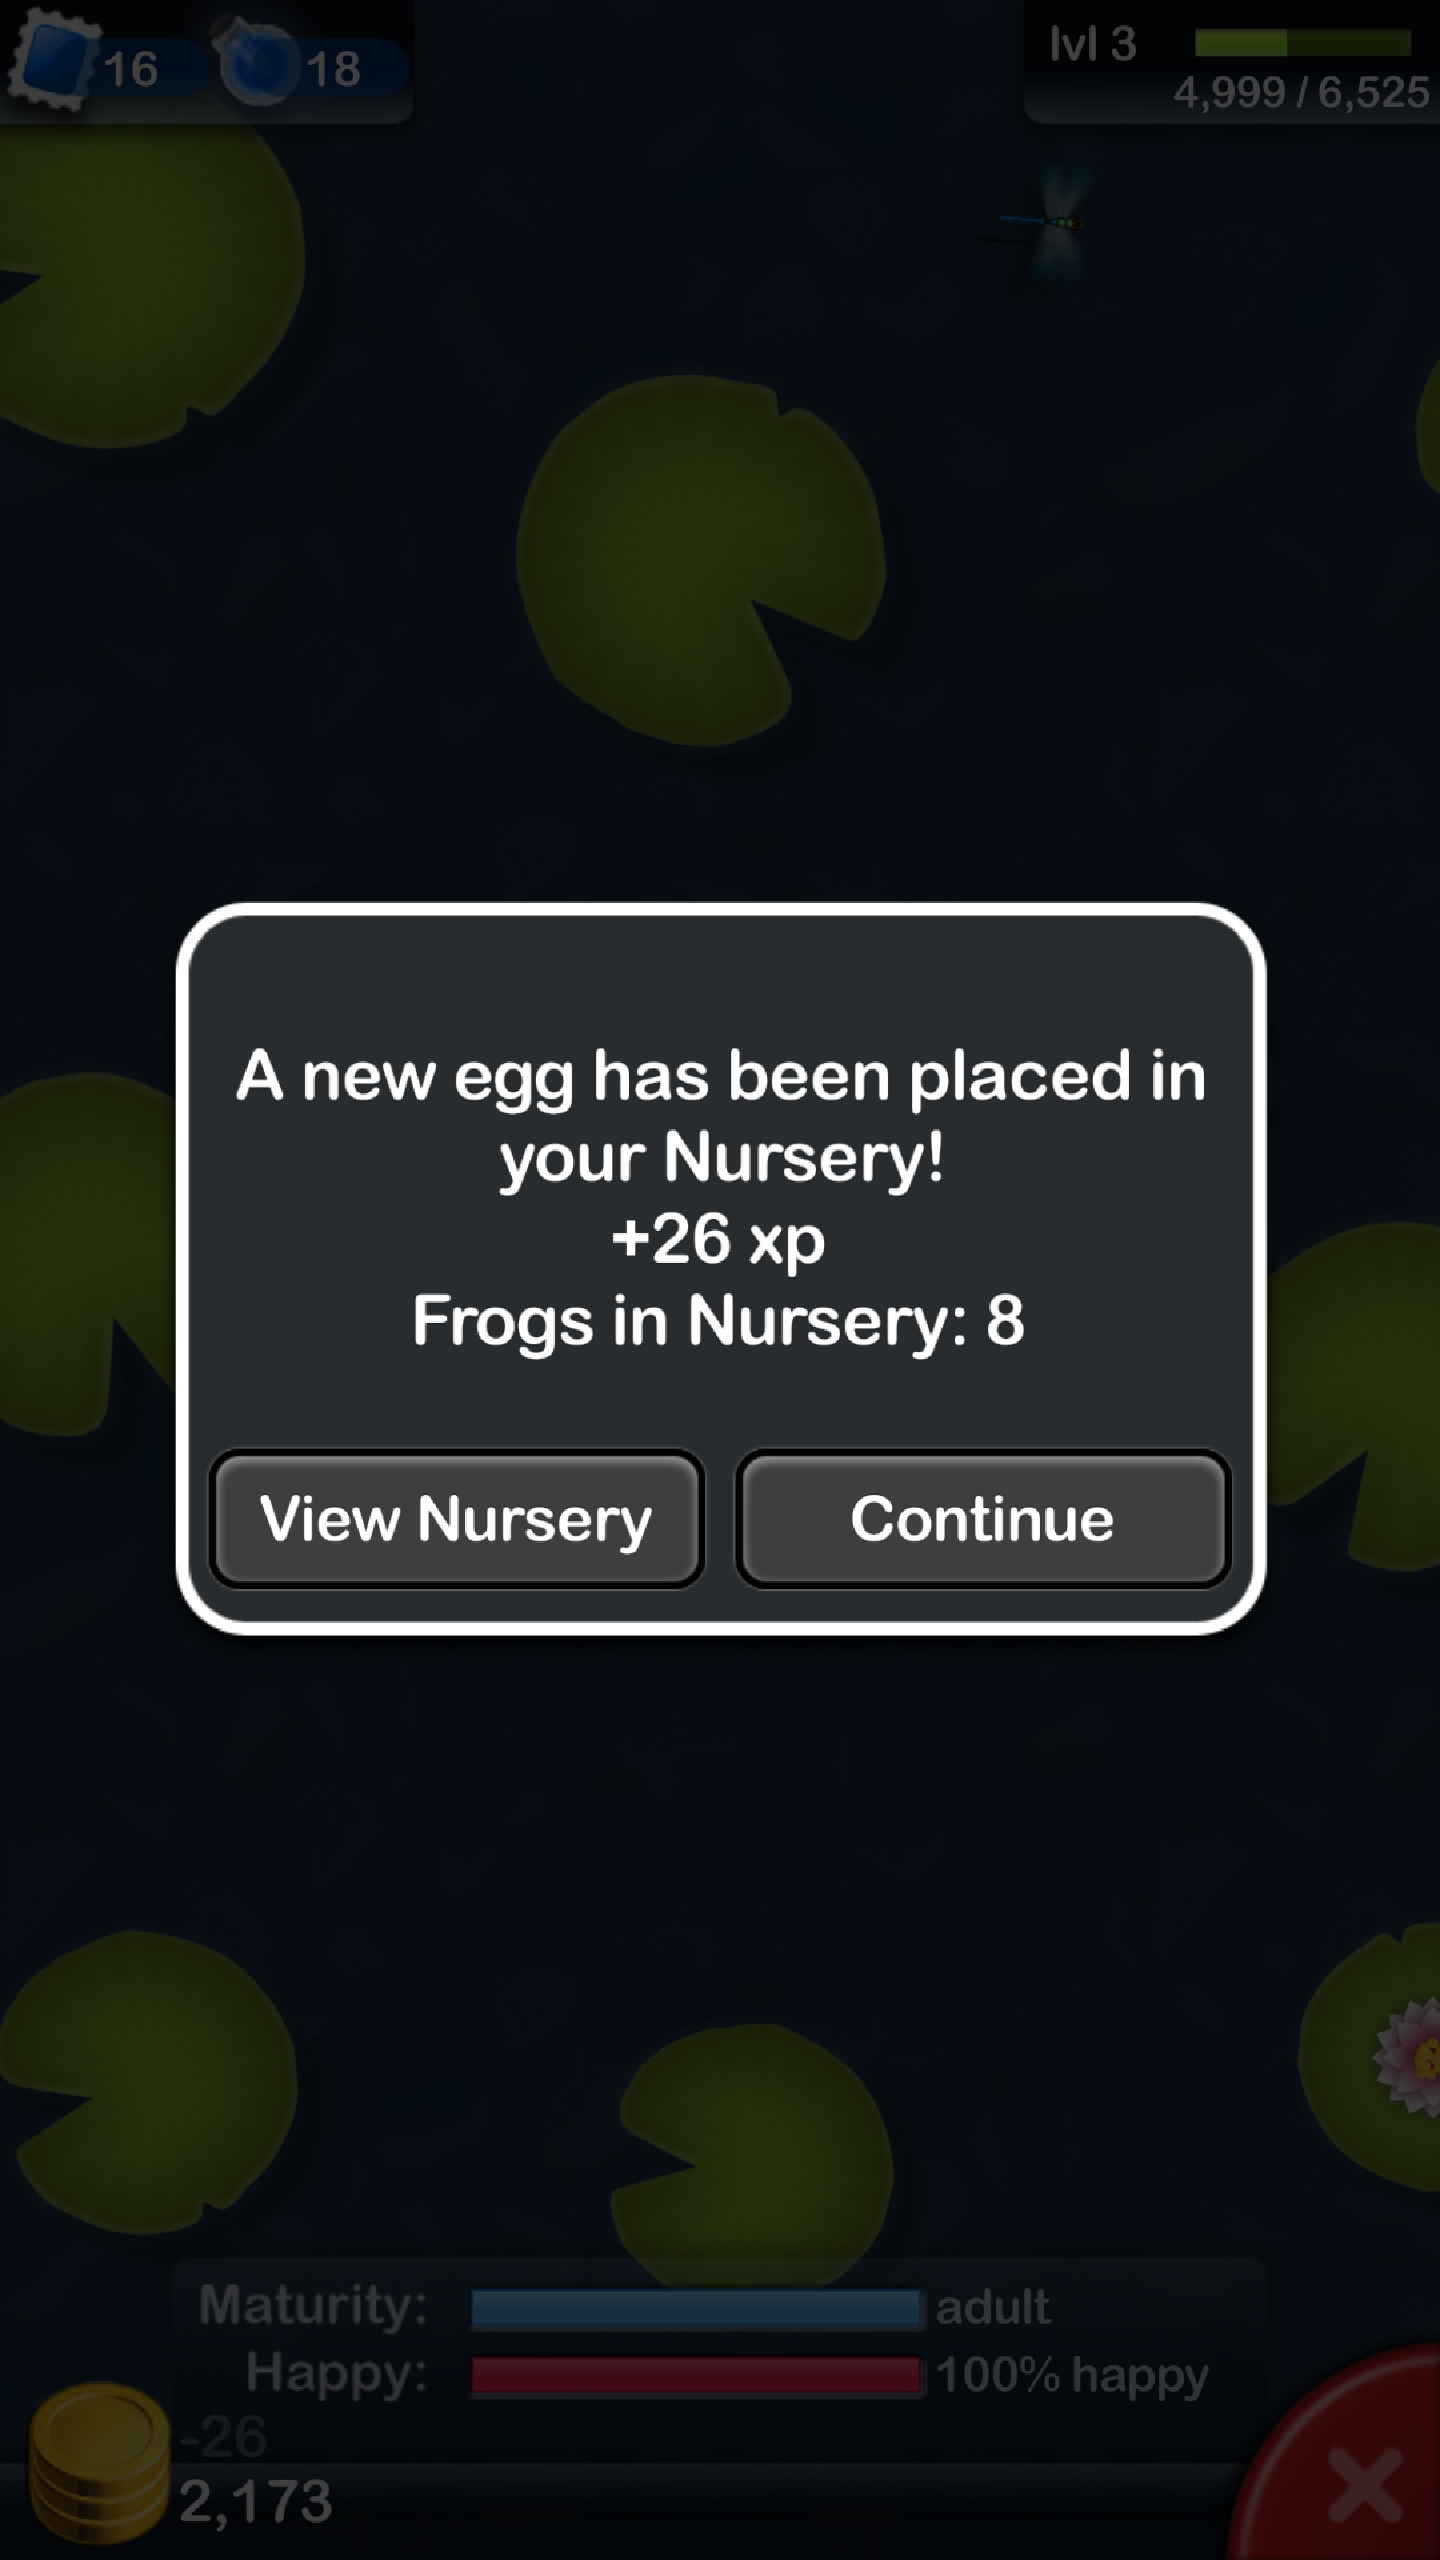 16 18
lvl 3
4,999 / 6,525
A new egg has been placed in
your Nursery!
+26 xp
Frogs in Nursery: 8
View Nursery Continue
Maturity: adult
Happy: 100% happy
-26
2,173